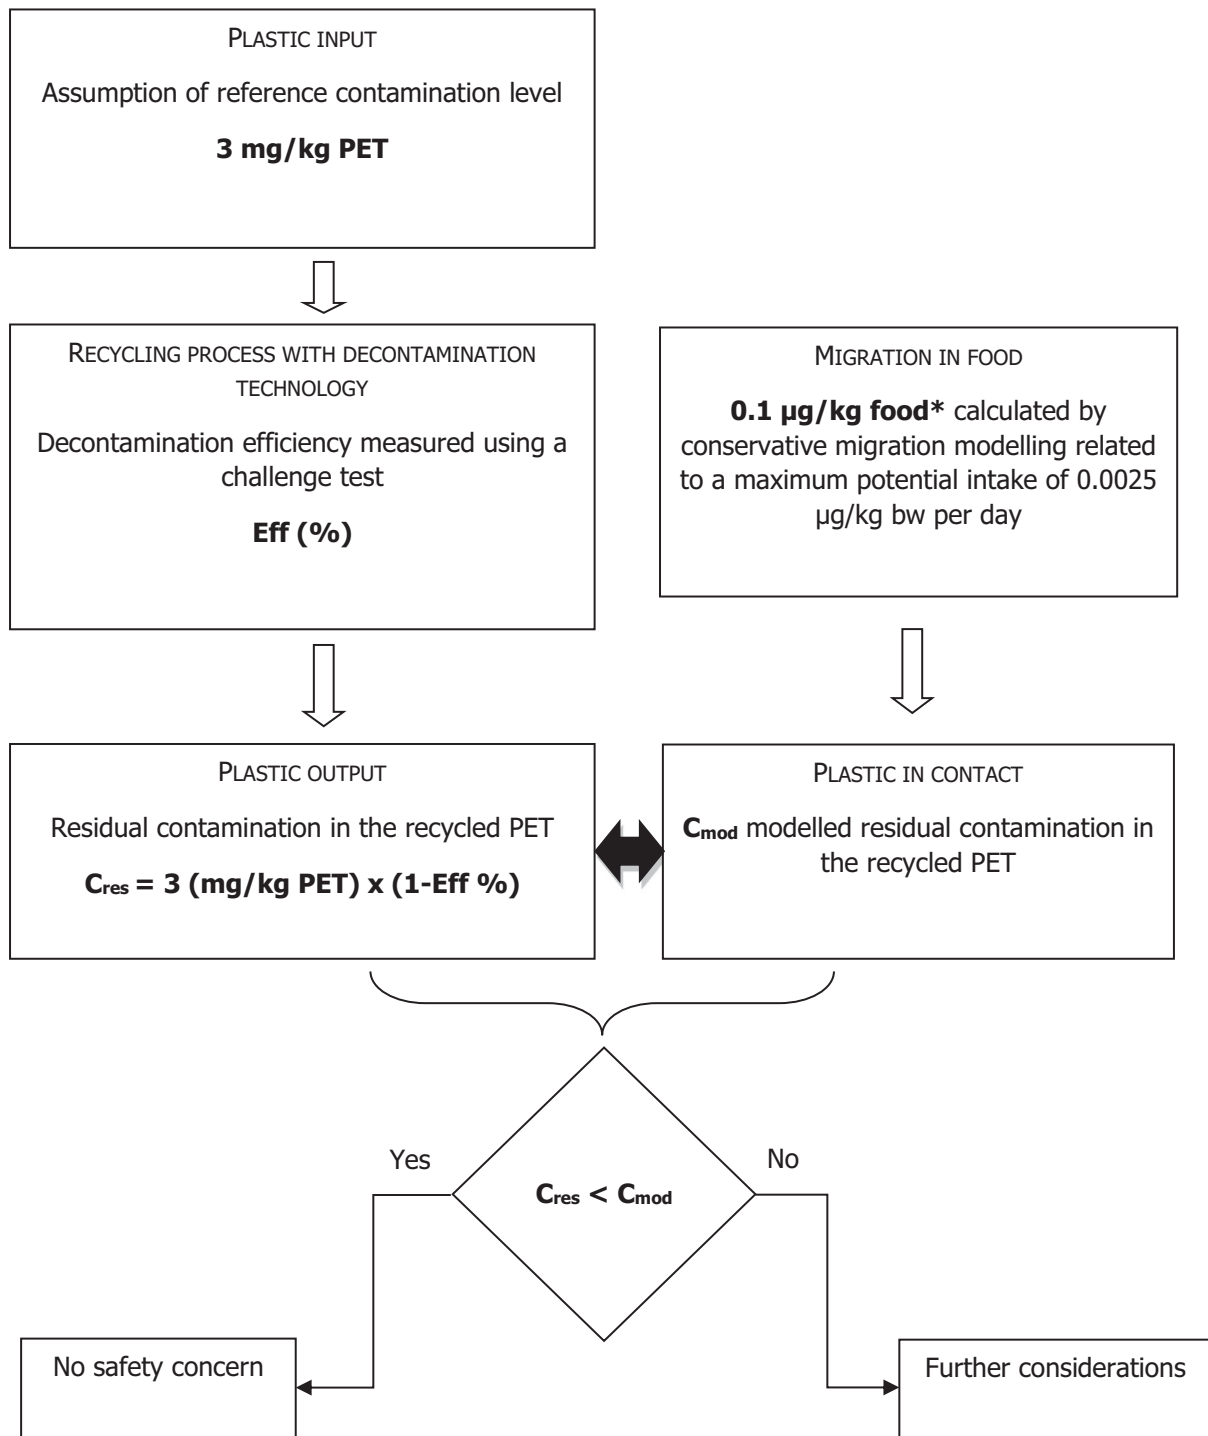 PLASTIC INPUT
Assumption of reference contamination level
3 mg/kg PET
RECYCLING PROCESS WITH DECONTAMINATION
TECHNOLOGY
Decontamination efficiency measured using a
challenge test
Eff (%)
MIGRATION IN FOOD
0.1 µg/kg food* calculated by
conservative migration modelling related
to a maximum potential intake of 0.0025
µg/kg bw per day
PLASTIC OUTPUT
Residual contamination in the recycled PET
Cres = 3 (mg/kg PET) x (1-Eff %)
PLASTIC IN CONTACT
Cmod modelled residual contamination in
the recycled PET
Yes
No
Cres < Cmod
No safety concern
Further considerations